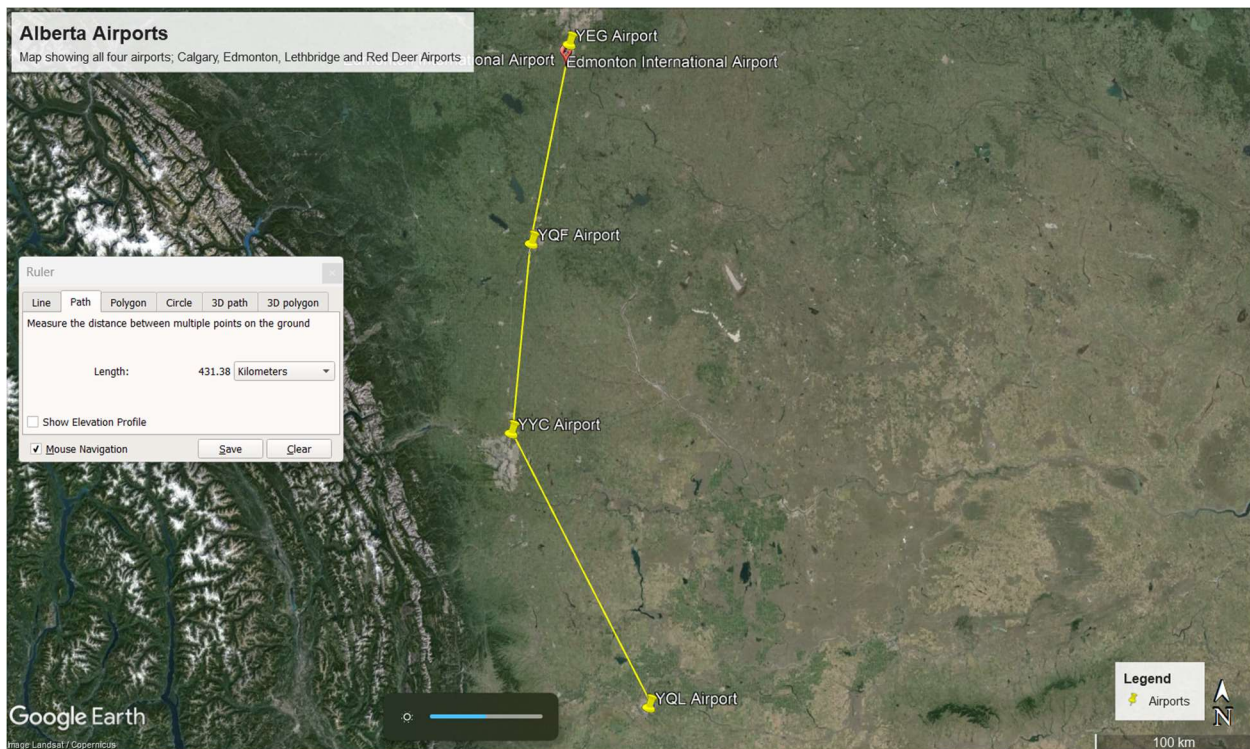 Alberta Airports
Map showing all four airports; Calgary, Edmonton, Lethbridge and Red Deer Airports
YEG Airport
onal Airport
Edmonton International Airport
YQF Airport
Ruler
Line Path Polygon Circle 3D path 3D polygon
Measure the distance between multiple points on the ground
Length: 431.38 Kilometers
Show Elevation Profile
Mouse Navigation Save Clear
YYC Airport
YQL Airport
Legend
Airports
N
Google Earth
Image Landsat / Copernicus
100 km